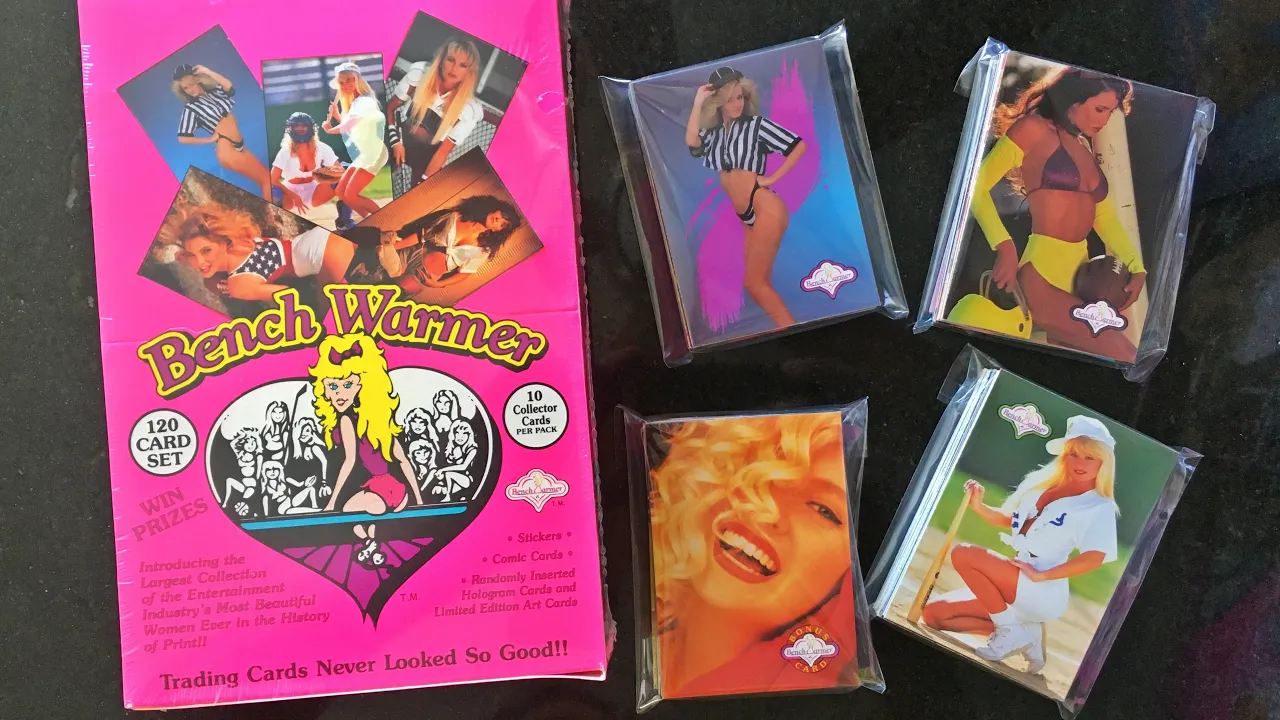 Bench Warmer
120
CARD
SET
10
Collector
Cards
PER PACK
WIN
PRIZES
Bench Warmer
T.M.
Introducing the
Largest Collection
of the Entertainment
Industry's Most Beautiful
Women Ever in the History
of Print!!
• Stickers •
• Comic Cards •
• Randomly Inserted
Hologram Cards and
Limited Edition Art Cards
T.M.
Trading Cards Never Looked So Good!!
Bench Warmer
Bench Warmer
BONUS
Bench Warmer
CARD
Bench Warmer